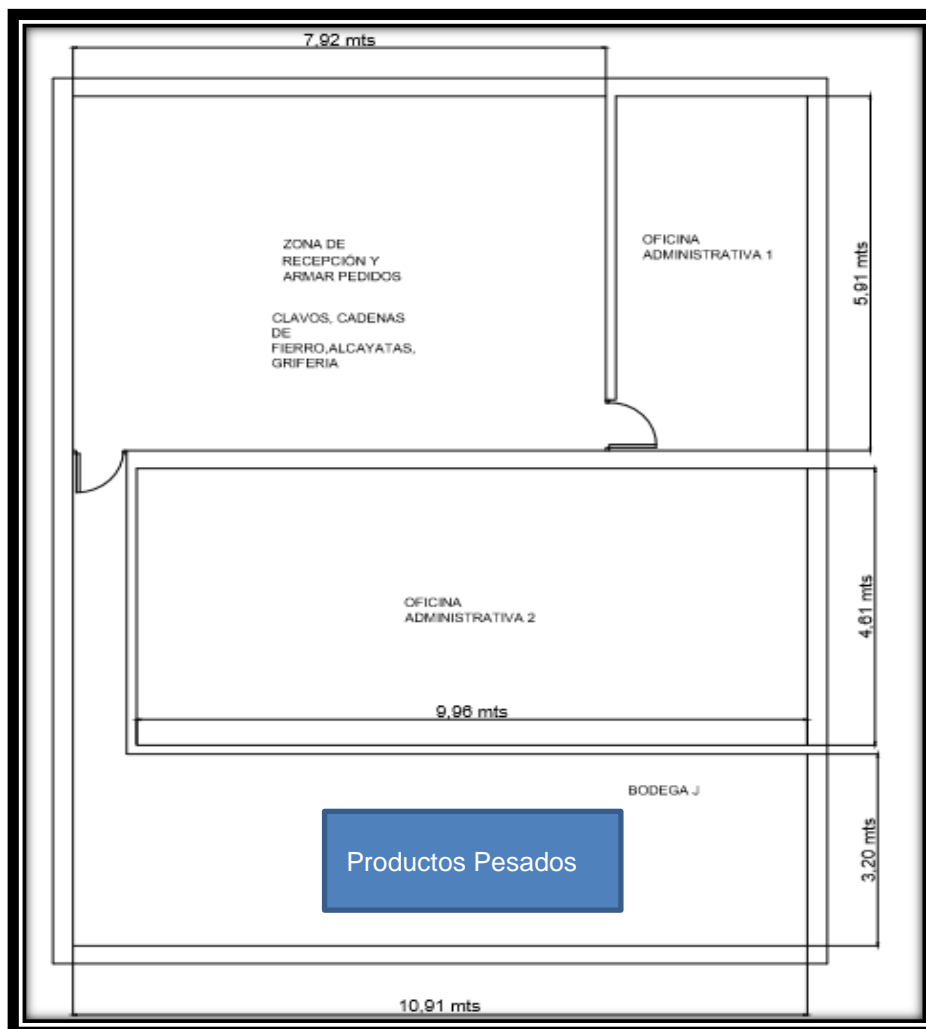 7,92 mts
ZONA DE
RECEPCIÓN Y
ARMAR PEDIDOS
CLAVOS, CADENAS
DE
FIERRO,ALCAYATAS,
GRIFERIA
OFICINA
ADMINISTRATIVA 1
5,91 mts
OFICINA
ADMINISTRATIVA 2
4,61 mts
9,96 mts
BODEGA J
Productos Pesados
3,20 mts
10,91 mts